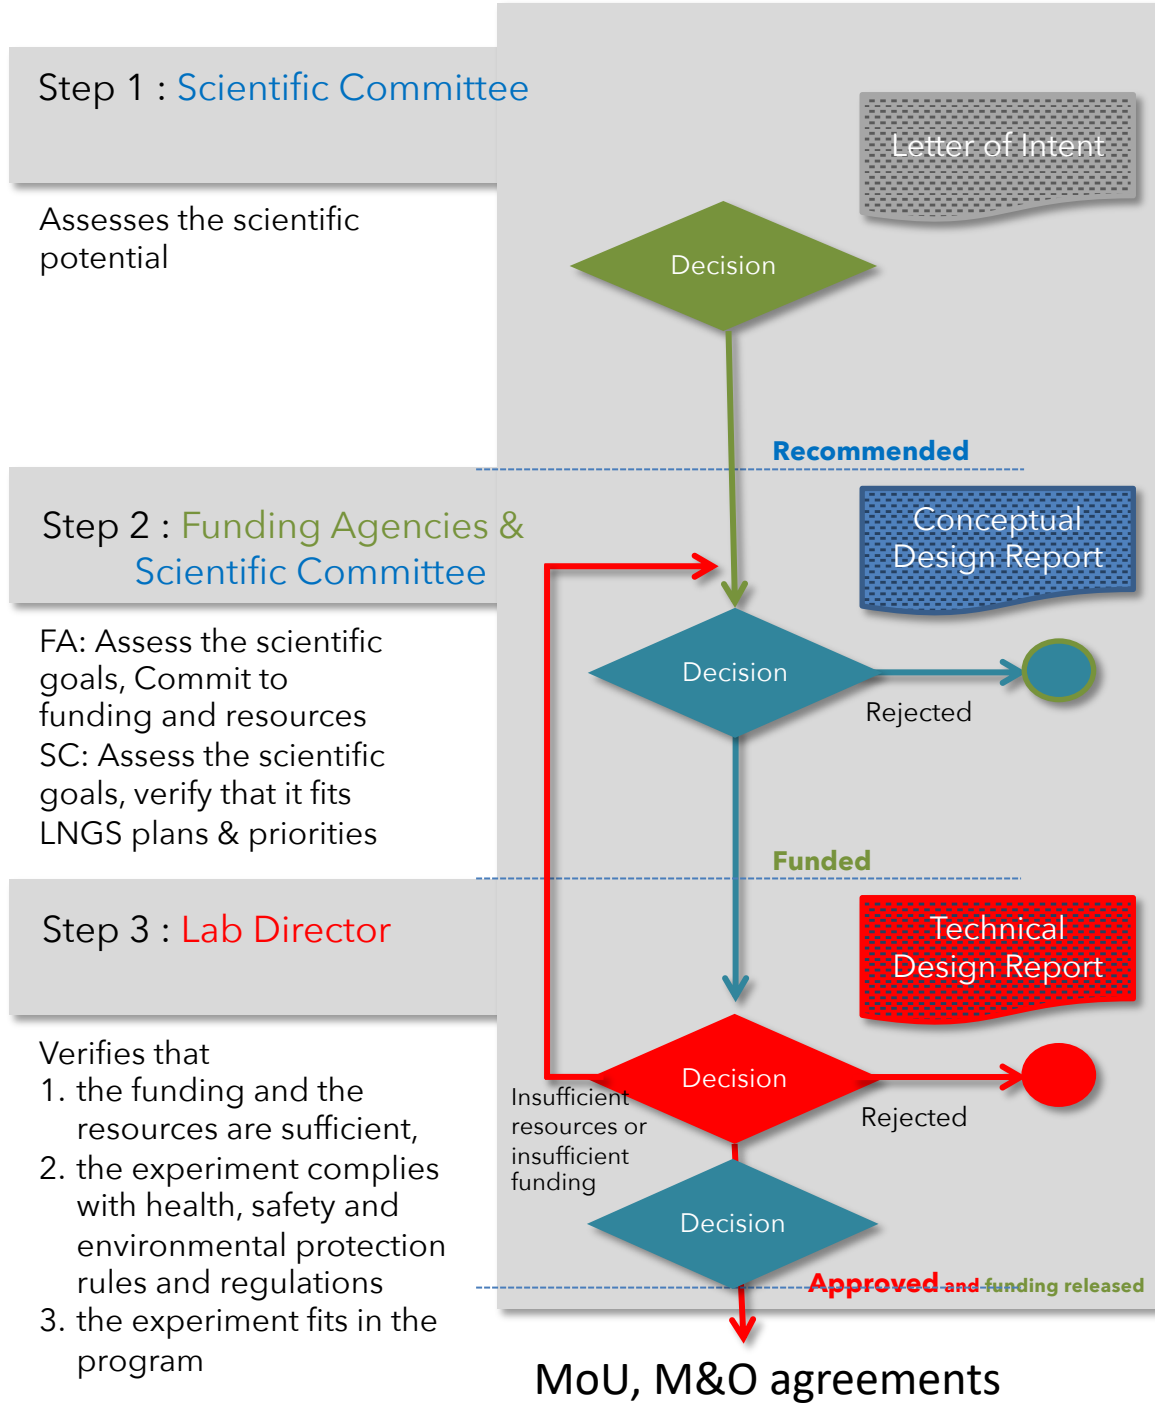 Step 1 : Scientific Committee
Letter of Intent
Assesses the scientific
potential
Decision
Recommended
Step 2 : Funding Agencies &
Scientific Committee
Conceptual
Design Report
FA: Assess the scientific
goals, Commit to
funding and resources
SC: Assess the scientific
goals, verify that it fits
LNGS plans & priorities
Decision
Rejected
Funded
Step 3 : Lab Director
Technical
Design Report
Verifies that
1. the funding and the
resources are sufficient,
2. the experiment complies
with health, safety and
environmental protection
rules and regulations
3. the experiment fits in the
program
Decision
Rejected
Insufficient
resources or
insufficient
funding
Decision
Approved and funding released
MoU, M&O agreements